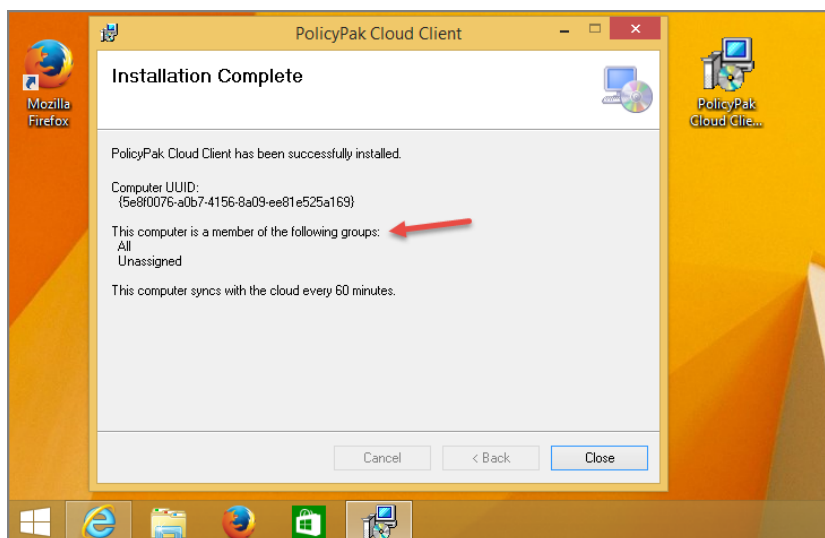 PolicyPak Cloud Client
Installation Complete
Mozilla
Firefox
PolicyPak
Cloud Clie...
PolicyPak Cloud Client has been successfully installed.
Computer UUID:
{5e8f0076-a0b7-4156-8a09-ee81e525a169}
This computer is a member of the following groups:
All
Unassigned
This computer syncs with the cloud every 60 minutes.
Cancel
< Back
Close